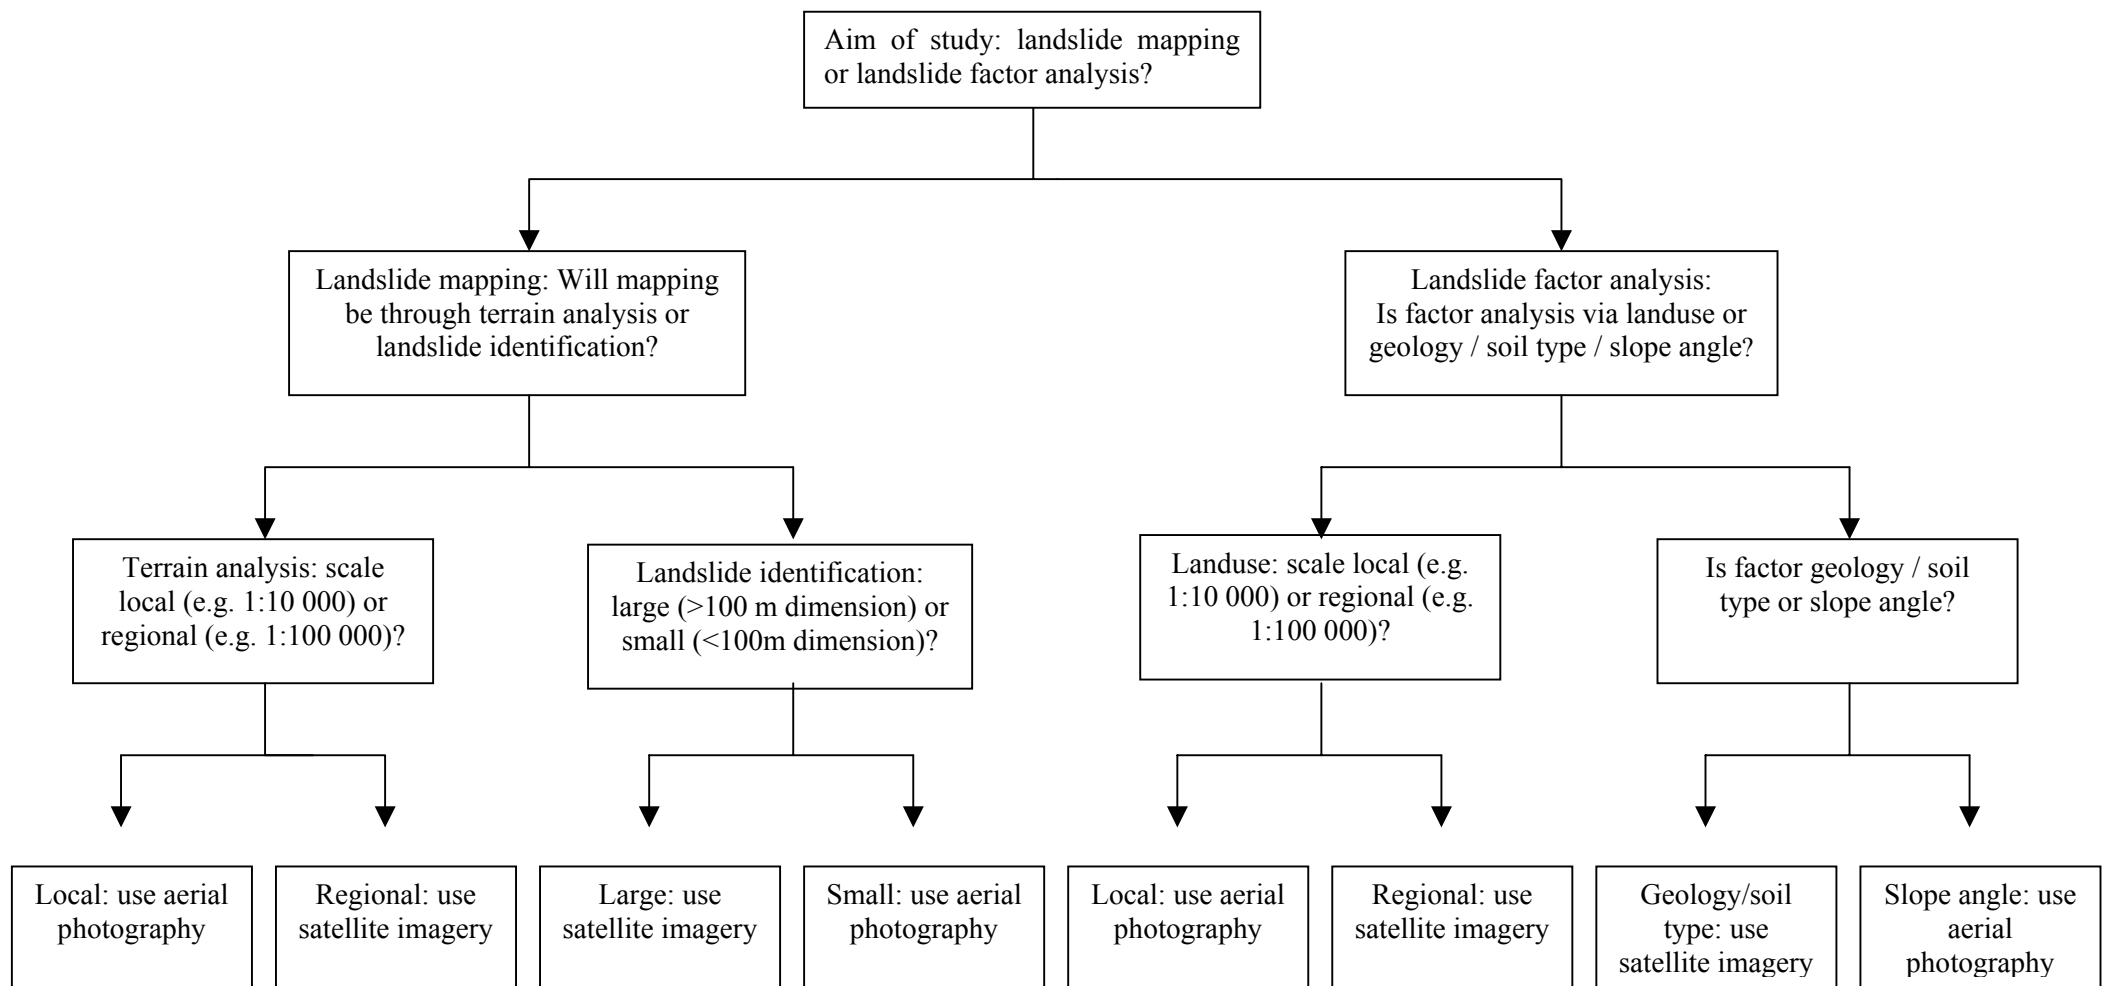 Aim of study: landslide mapping
or landslide factor analysis?
Landslide mapping: Will mapping
be through terrain analysis or
landslide identification?
Landslide factor analysis:
Is factor analysis via landuse or
geology / soil type / slope angle?
Terrain analysis: scale
local (e.g. 1:10 000) or
regional (e.g. 1:100 000)?
Landslide identification:
large (>100 m dimension) or
small (<100m dimension)?
Landuse: scale local (e.g.
1:10 000) or regional (e.g.
1:100 000)?
Is factor geology / soil
type or slope angle?
Local: use aerial
photography
Regional: use
satellite imagery
Large: use
satellite imagery
Small: use aerial
photography
Local: use aerial
photography
Regional: use
satellite imagery
Geology/soil
type: use
satellite imagery
Slope angle: use
aerial
photography